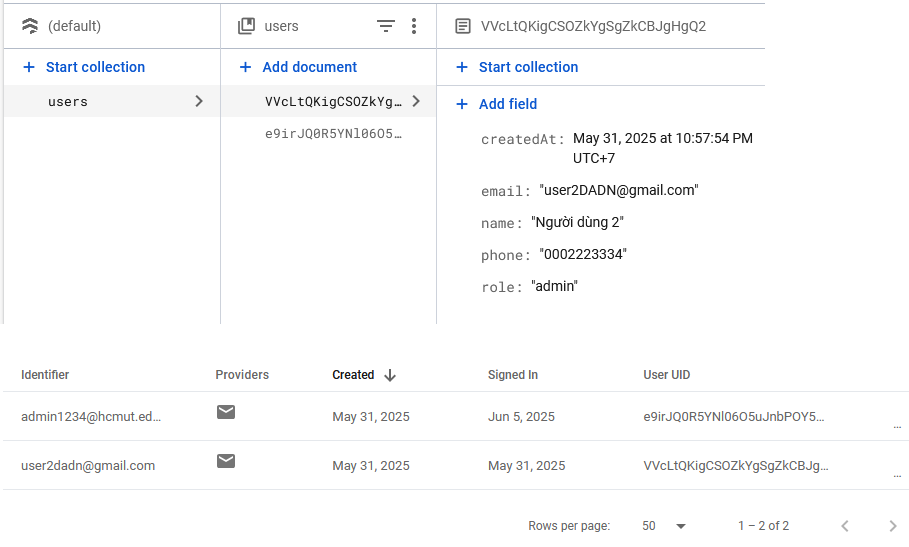 (default)
users
VVcLtQKigCSOZkYgSgZkCBJgHgQ2
+ Start collection
+ Add document
+ Start collection
users
VVcLtQKigCSOZkYg…
e9irJQ0R5YNl06O5…
+ Add field
createdAt: May 31, 2025 at 10:57:54 PM
UTC+7
email: "user2DADN@gmail.com"
name: "Người dùng 2"
phone: "0002223334"
role: "admin"
Identifier Providers Created Signed In User UID
admin1234@hcmut.ed… May 31, 2025 Jun 5, 2025 e9irJQ0R5YNl06O5uJnbPOY5… …
user2dadn@gmail.com May 31, 2025 May 31, 2025 VVcLtQKigCSOZkYgSgZkCBJg… …
Rows per page: 50 1 – 2 of 2